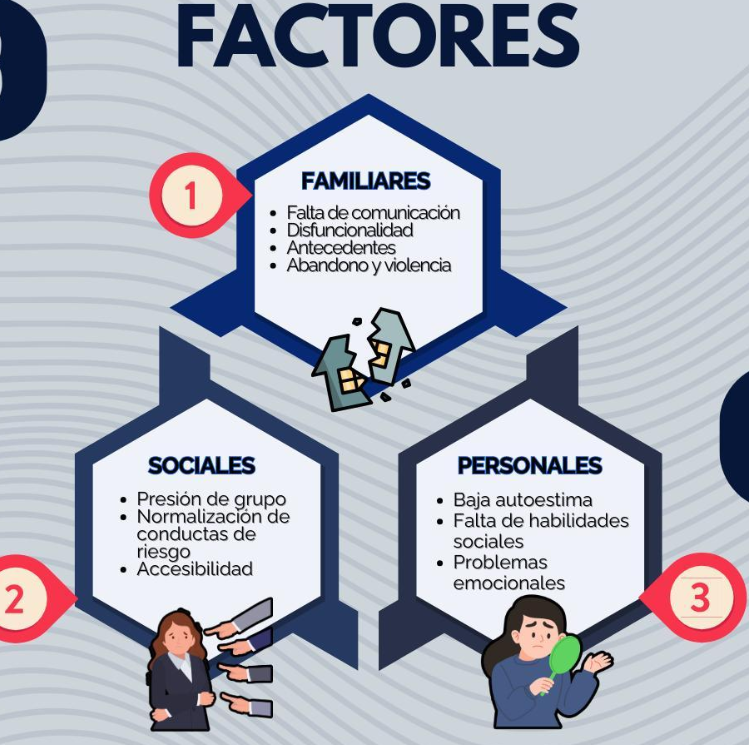 FACTORES
1
FAMILIARES
• Falta de comunicación
• Disfuncionalidad
• Antecedentes
• Abandono y violencia
2
SOCIALES
• Presión de grupo
• Normalización de
conductas de
riesgo
• Accesibilidad
3
PERSONALES
• Baja autoestima
• Falta de habilidades
sociales
• Problemas
emocionales